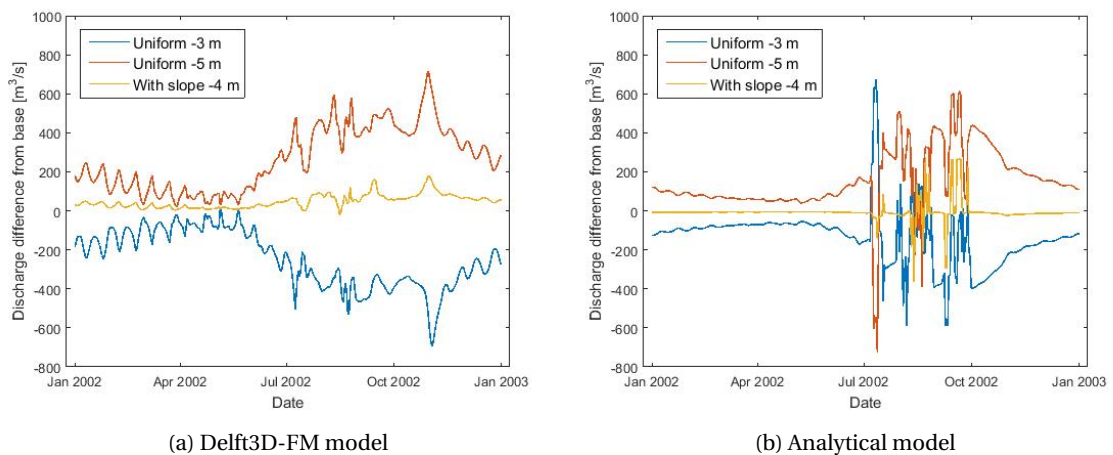 1000
800
600
400
200
0
-200
-400
-600
-800
Discharge difference from base [m³/s]
Uniform -3 m
Uniform -5 m
With slope -4 m
Jan 2002 Apr 2002 Jul 2002 Oct 2002 Jan 2003
Date
(a) Delft3D-FM model
1000
800
600
400
200
0
-200
-400
-600
-800
Discharge difference from base [m³/s]
Uniform -3 m
Uniform -5 m
With slope -4 m
Jan 2002 Apr 2002 Jul 2002 Oct 2002 Jan 2003
Date
(b) Analytical model